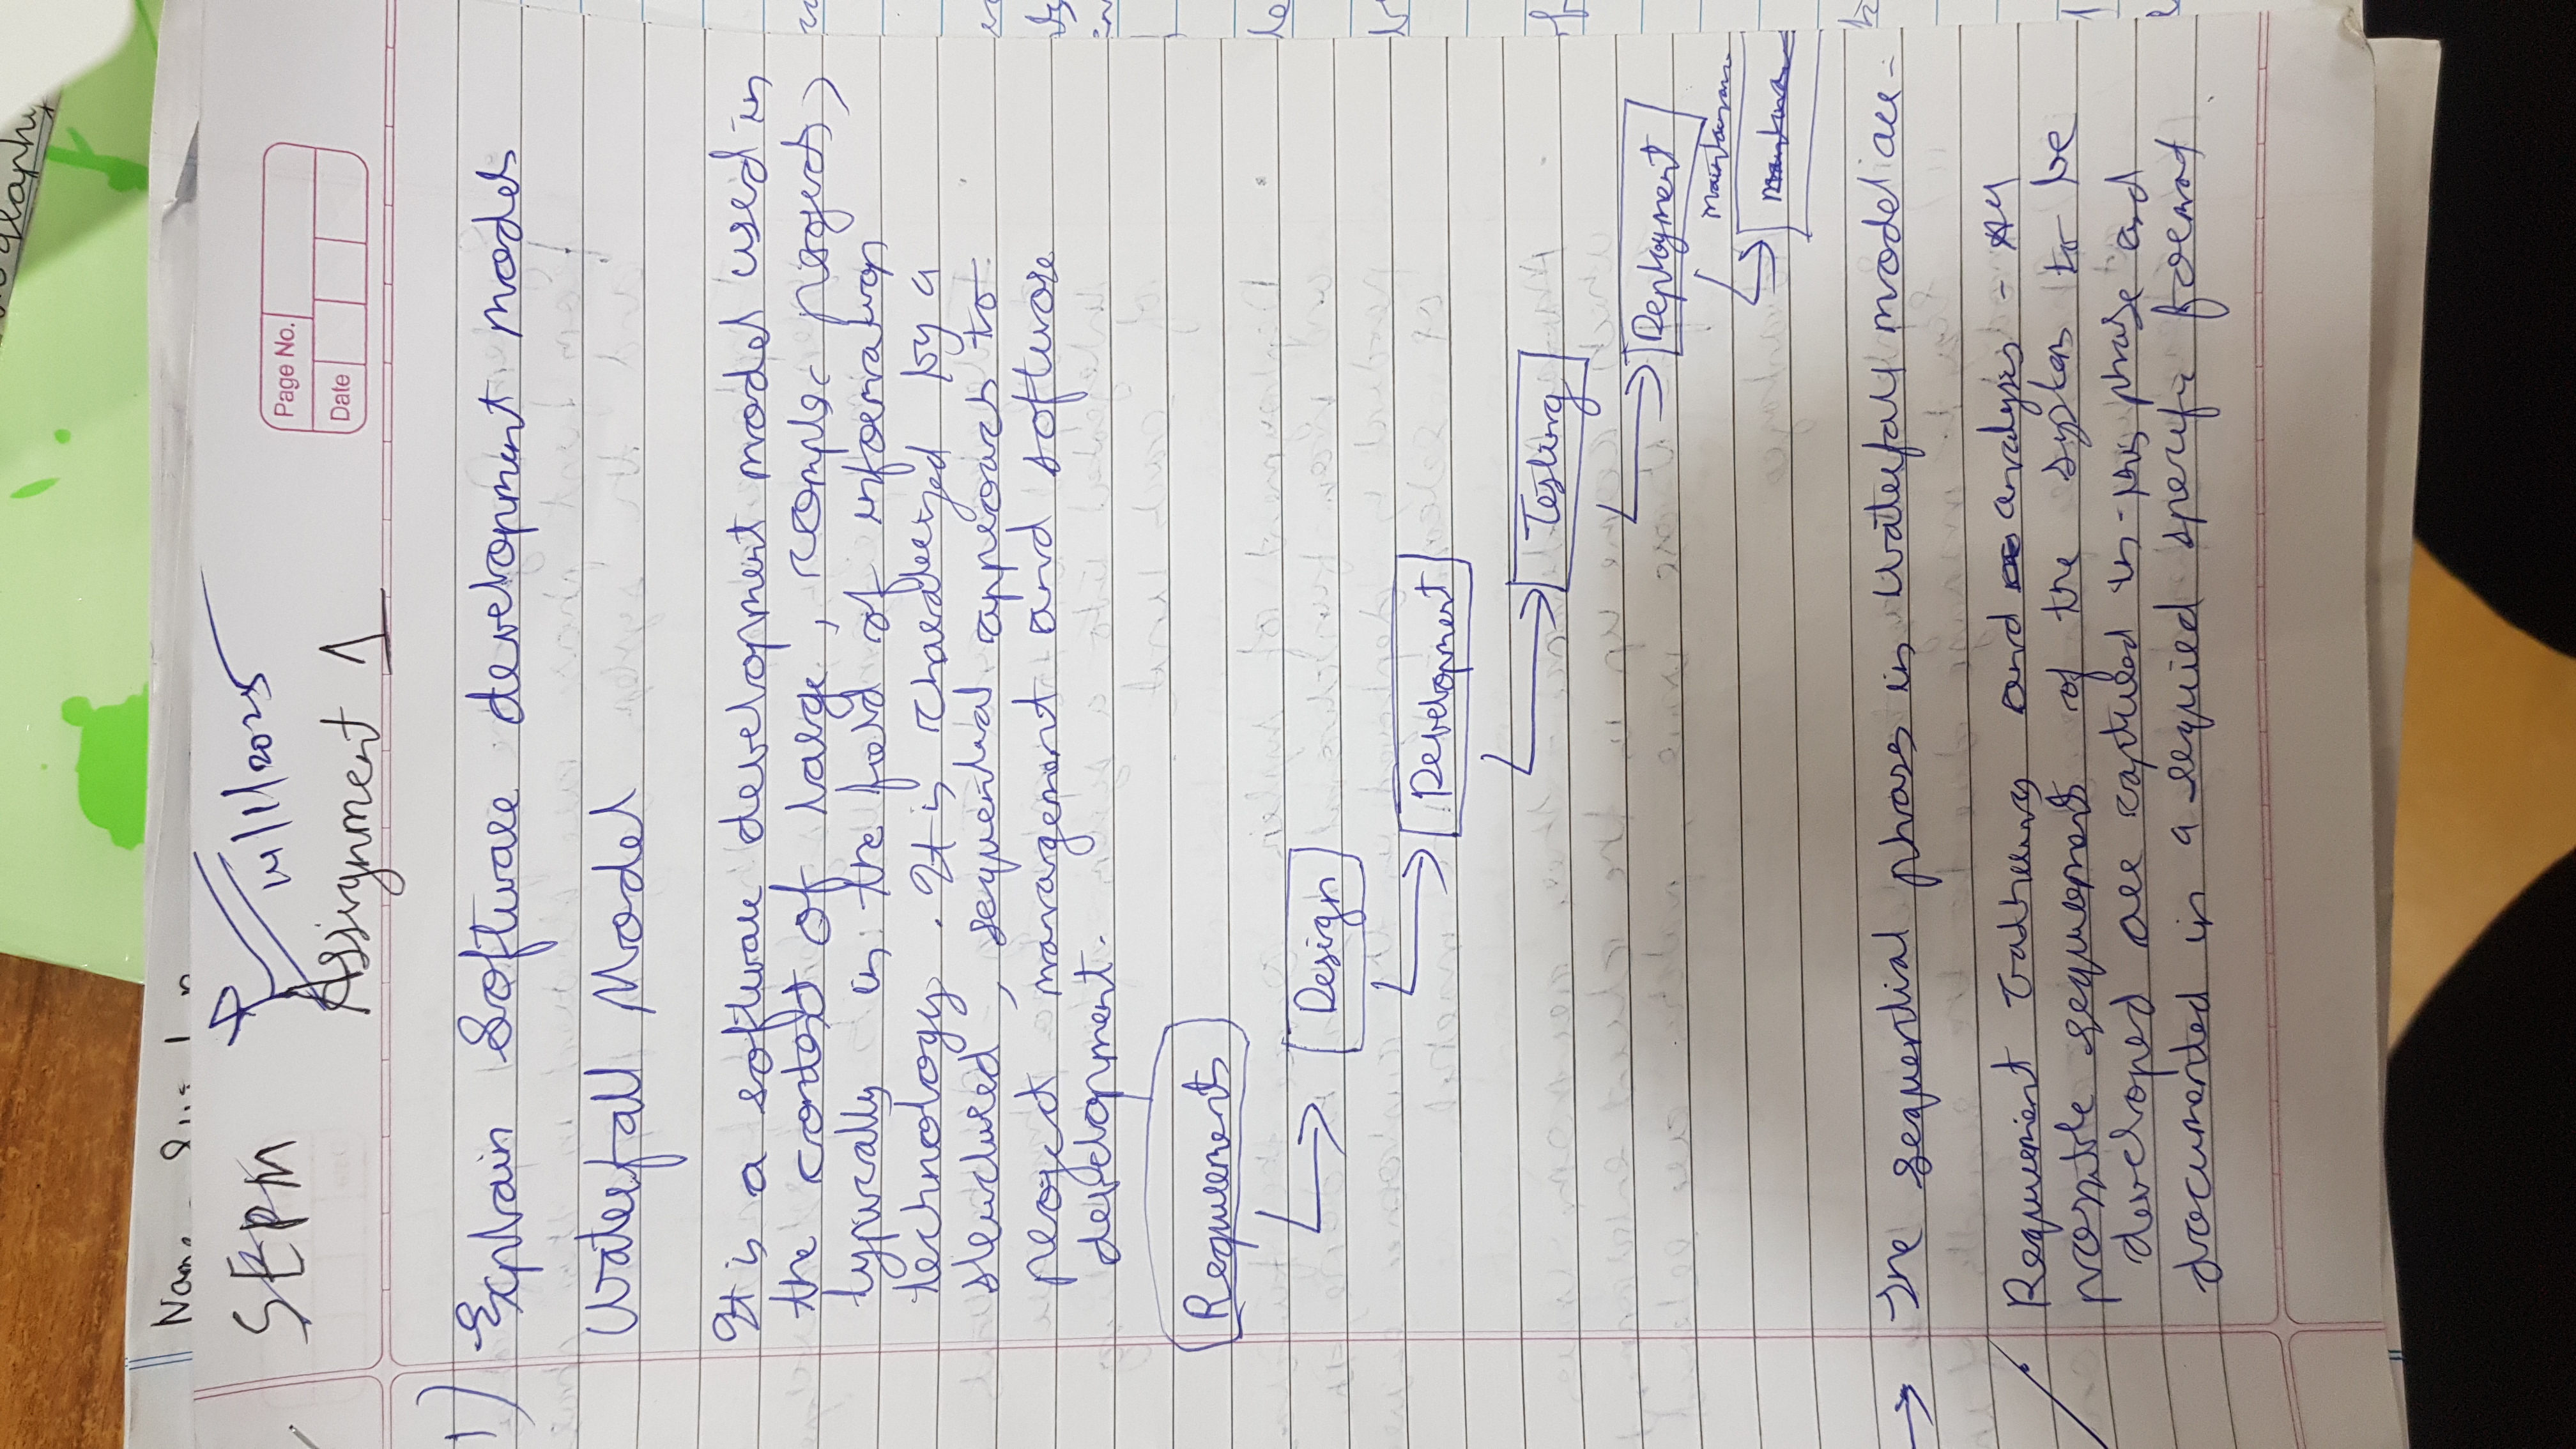 Name
SEPM
14/1/2025
Assignment 1
Page No.
Date
1) Explain Software development models
Waterfall Model
It is a software development model used in
the context of large, complex projects,
typically in the field of information
technology. It is characterized by a
structured, sequential approach to
project management and software
development.
Requirements
Design
Development
Testing
Deployment
Maintenance
→ The sequential phases in Waterfall model are -
Requirement Gathering and analysis - All
possible requirements of the system to be
developed are captured in this phase and
documented in a required specific format